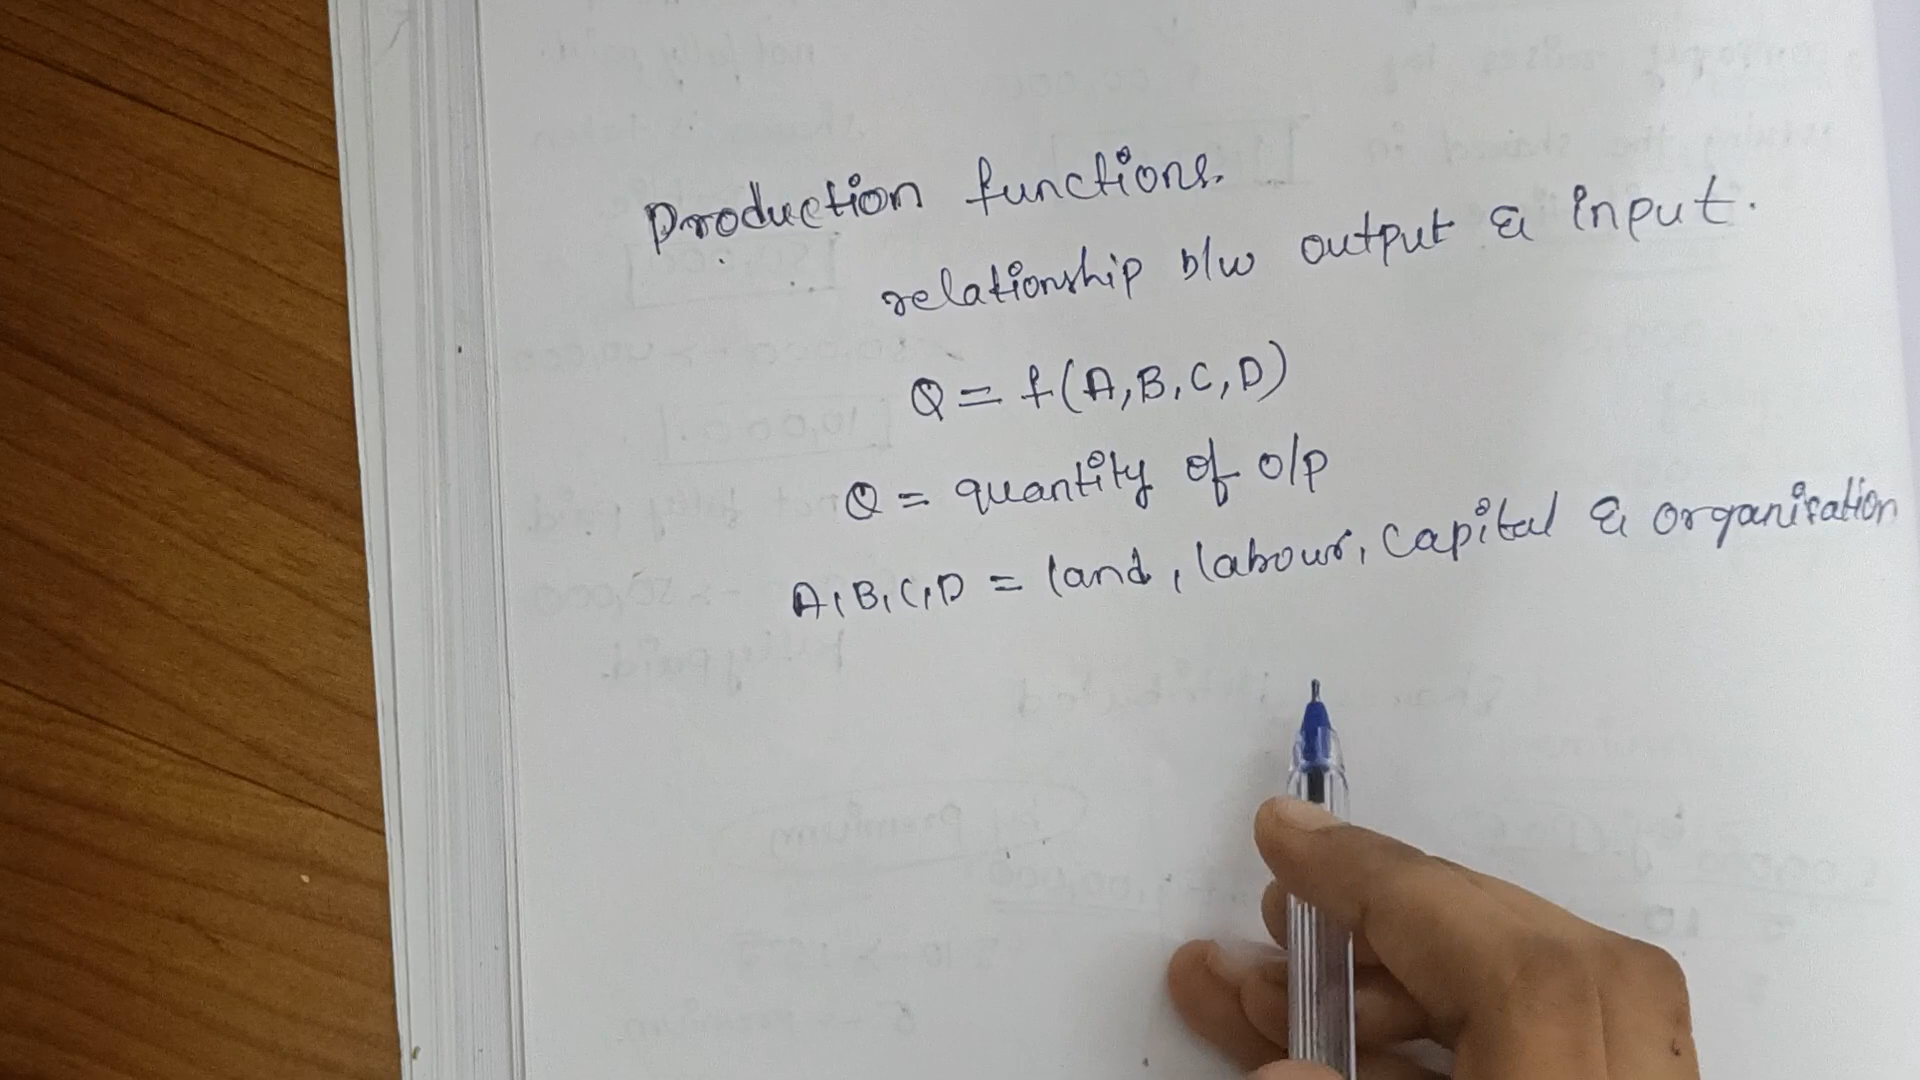 Production functions.
relationship b/w output & input.
Q = f(A,B,C,D)
Q = quantity of o/p
A,B,C,D = land, labour, capital & organisation